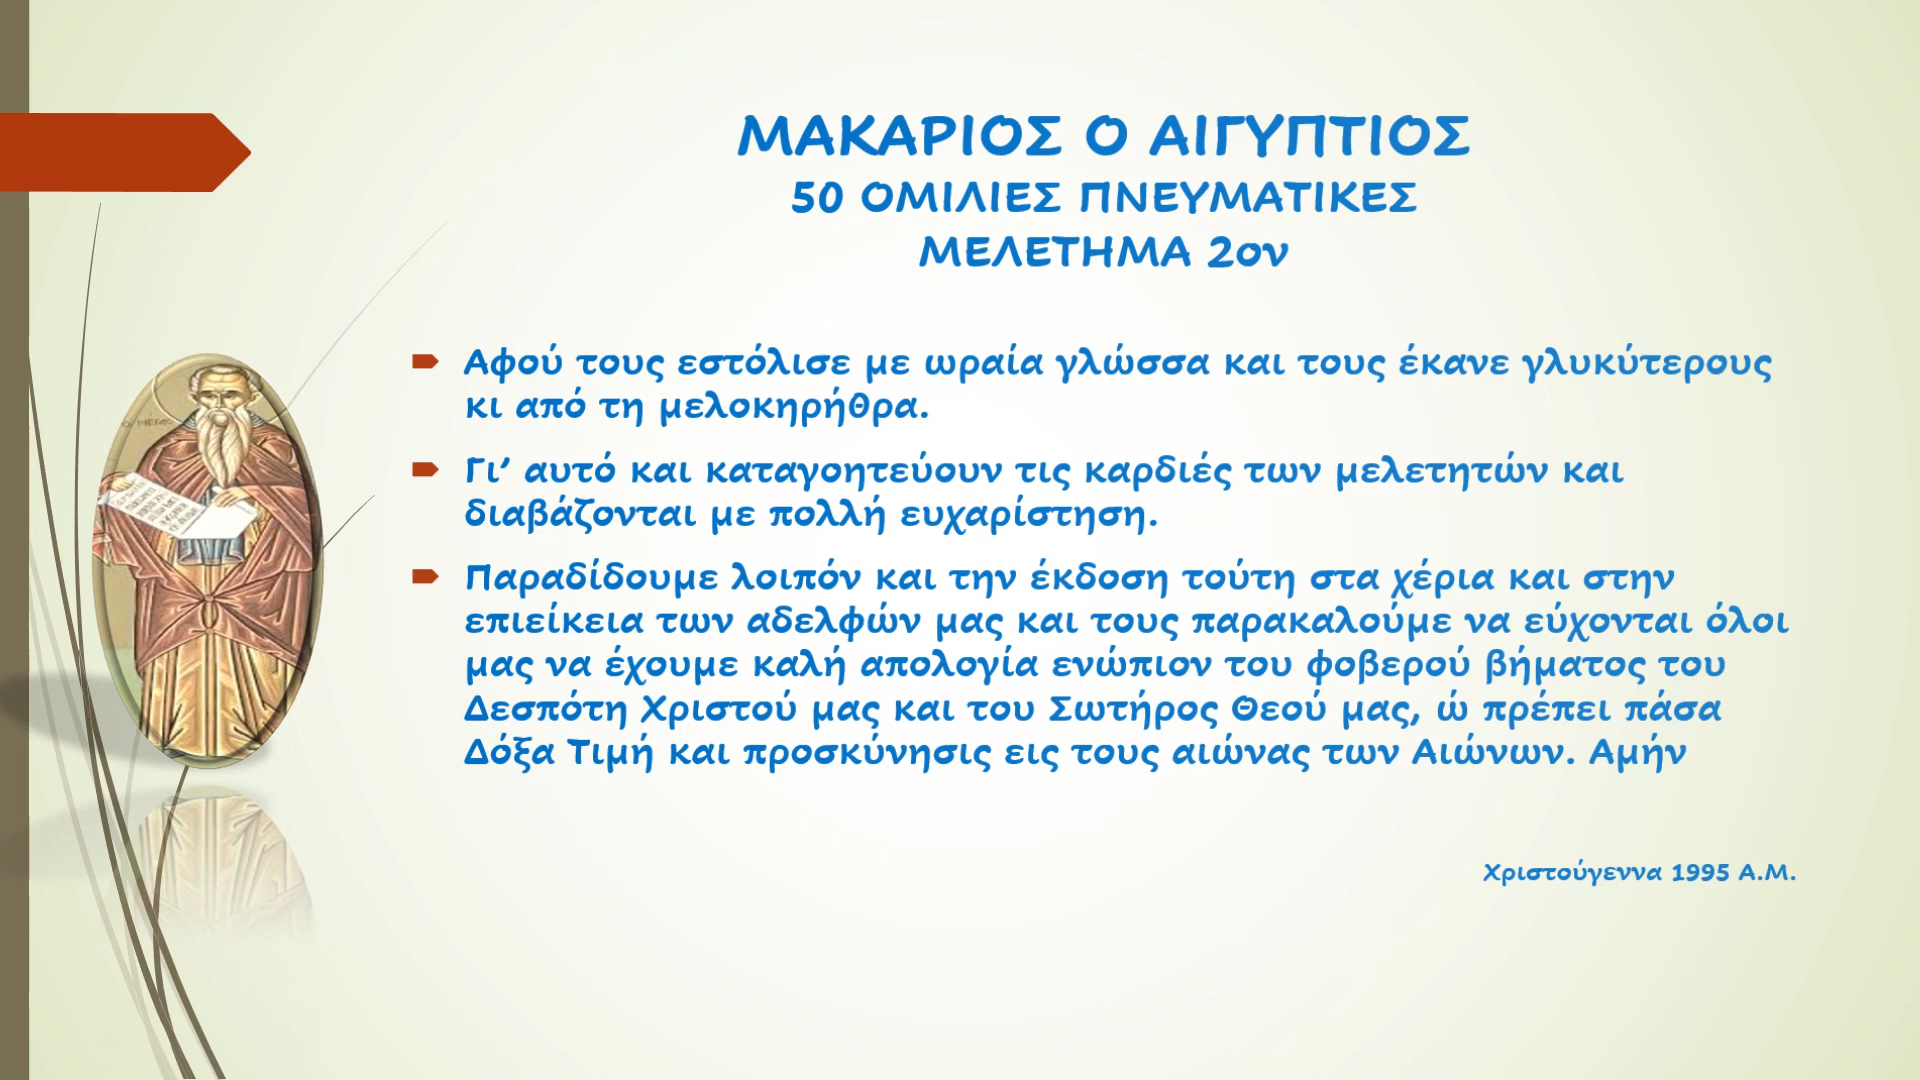 ΜΑΚΑΡΙΟΣ Ο ΑΙΓΥΠΤΙΟΣ
50 ΟΜΙΛΙΕΣ ΠΝΕΥΜΑΤΙΚΕΣ
ΜΕΛΕΤΗΜΑ 2ον
Αφού τους εστόλισε με ωραία γλώσσα και τους έκανε γλυκύτερους
κι από τη μελοκηρήθρα.
Γι’ αυτό και καταγοητεύουν τις καρδιές των μελετητών και
διαβάζονται με πολλή ευχαρίστηση.
Παραδίδουμε λοιπόν και την έκδοση τούτη στα χέρια και στην
επιείκεια των αδελφών μας και τους παρακαλούμε να εύχονται όλοι
μας να έχουμε καλή απολογία ενώπιον του φοβερού βήματος του
Δεσπότη Χριστού μας και του Σωτήρος Θεού μας, ώ πρέπει πάσα
Δόξα Τιμή και προσκύνησις εις τους αιώνας των Αιώνων. Αμήν
Χριστούγεννα 1995 Α.Μ.